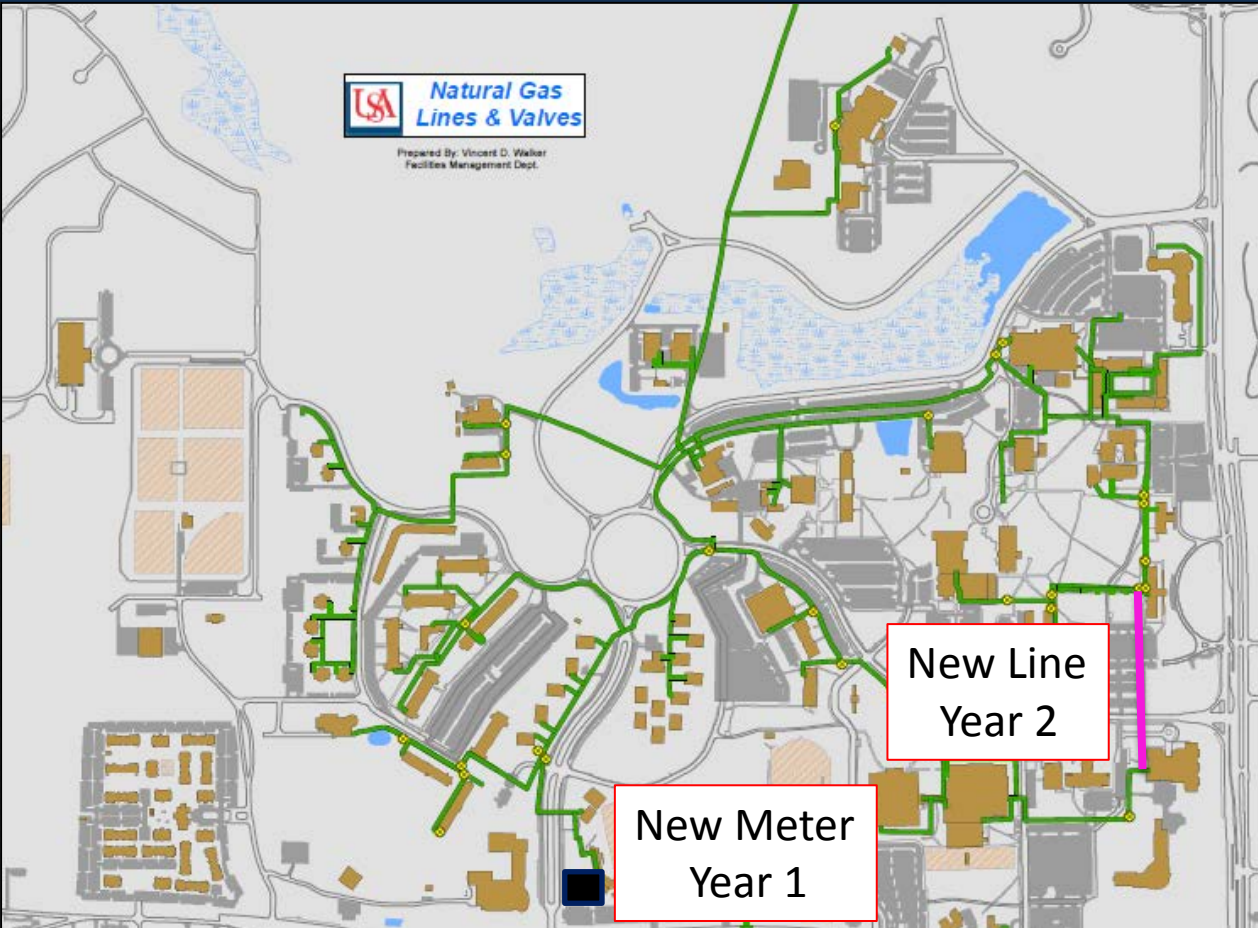 USA
Natural Gas
Lines & Valves
Prepared By: Vincent D. Walker
Facilities Management Dept.
New Line
Year 2
New Meter
Year 1